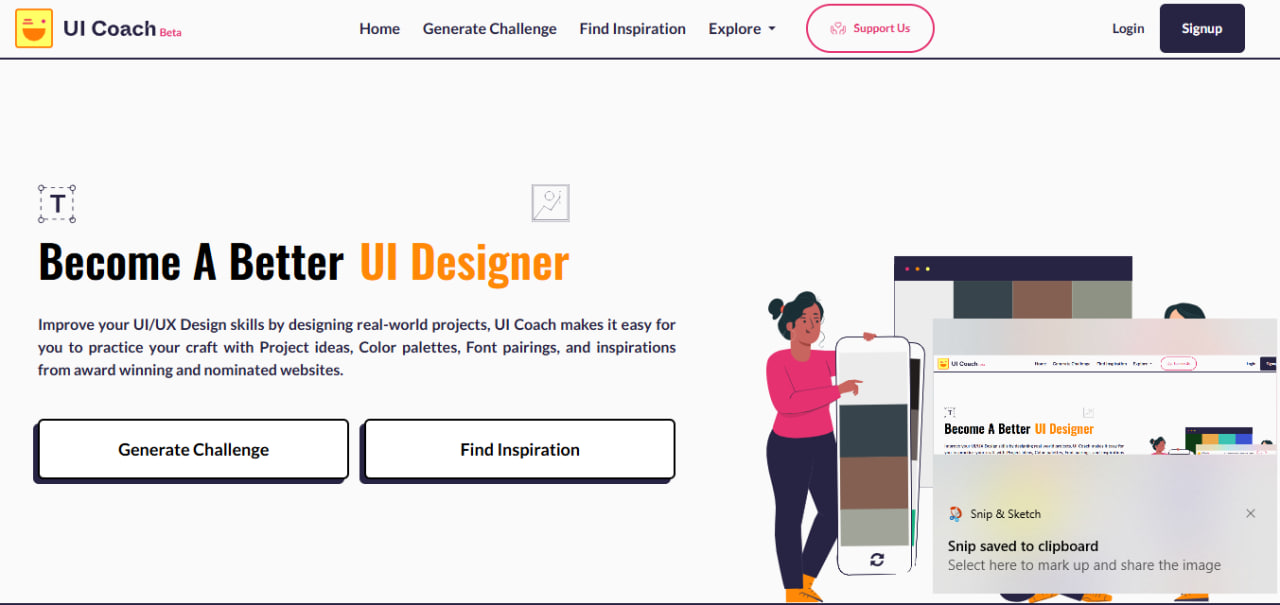 UI Coach Beta
Home Generate Challenge Find Inspiration Explore Support Us Login Signup
T
Become A Better UI Designer
Improve your UI/UX Design skills by designing real-world projects, UI Coach makes it easy for
you to practice your craft with Project ideas, Color palettes, Font pairings, and inspirations
from award winning and nominated websites.
Generate Challenge Find Inspiration
UI Coach
Home Generate Challenge Find Inspiration Explore
T
Become A Better UI Designer
Snip & Sketch
Snip saved to clipboard
Select here to mark up and share the image